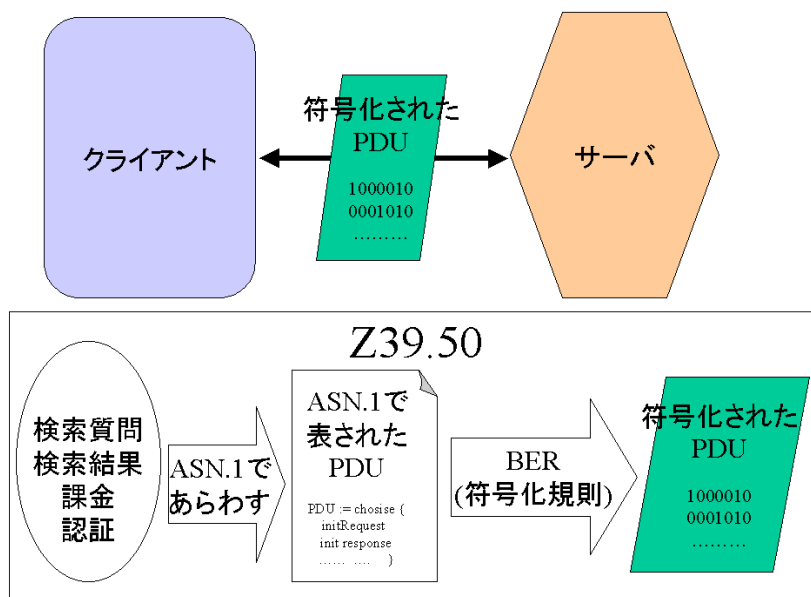 クライアント
符号化された
PDU
1000010
0001010
………
サーバ
Z39.50
検索質問
検索結果
課金
認証
ASN.1で
あらわす
ASN.1で
表された
PDU
PDU := chosise {
initRequest
init response
…… …. }
BER
(符号化規則)
符号化された
PDU
1000010
0001010
………